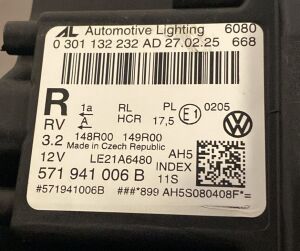 AL Automotive Lighting 6080
0 301 132 232 AD 27.02.25 668
R 1a RL PL E1 0205
RV A HCR 17,5
3.2 148R00 149R00
Made in Czech Republic
12V LE21A6480 AH5
INDEX
571 941 006 B 11S
#571941006B ###*899 AH5S080408F*=